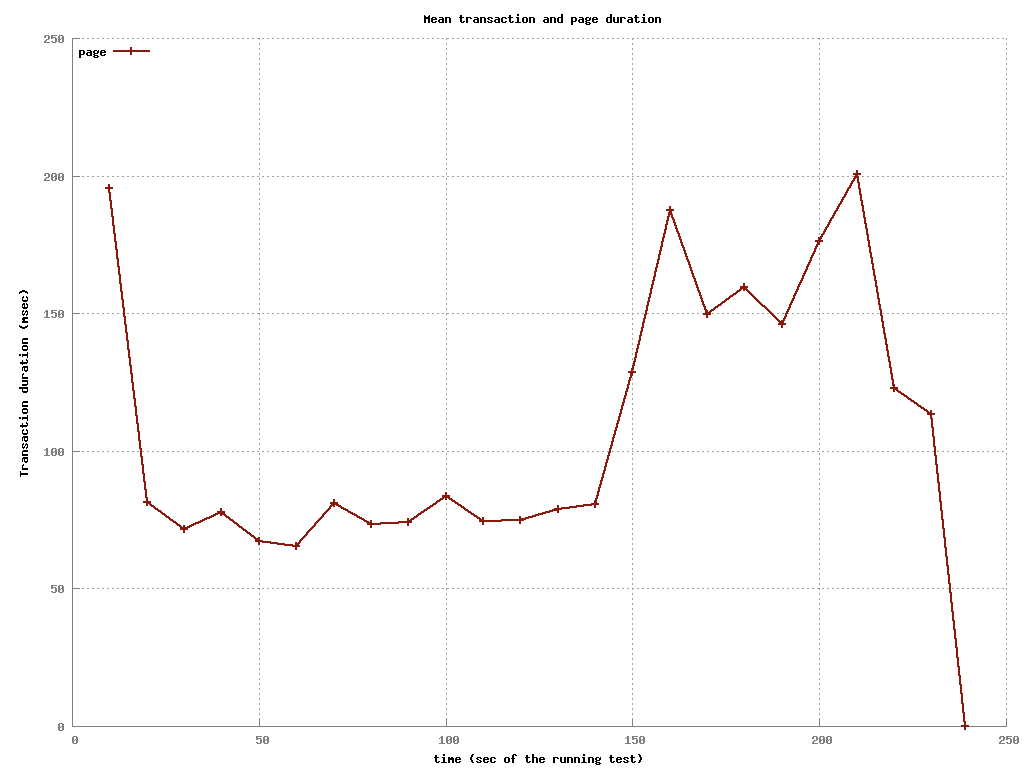 Mean transaction and page duration
250
page
200
150
100
50
0
Transaction duration (msec)
0 50 100 150 200 250
time (sec of the running test)